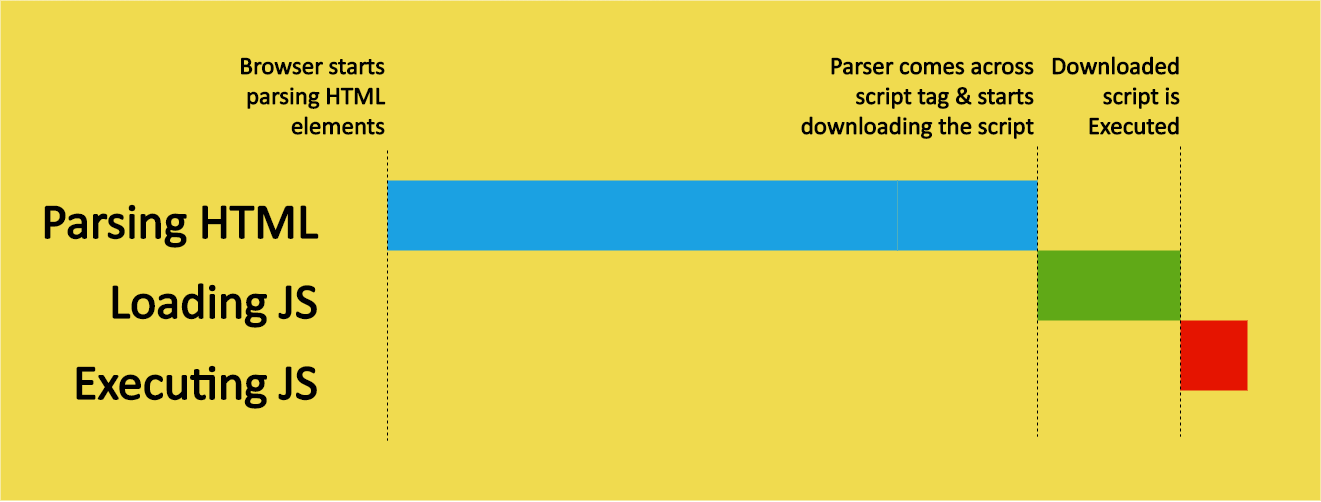 Browser starts
parsing HTML
elements
Parser comes across
script tag & starts
downloading the script
Downloaded
script is
Executed
Parsing HTML
Loading JS
Executing JS